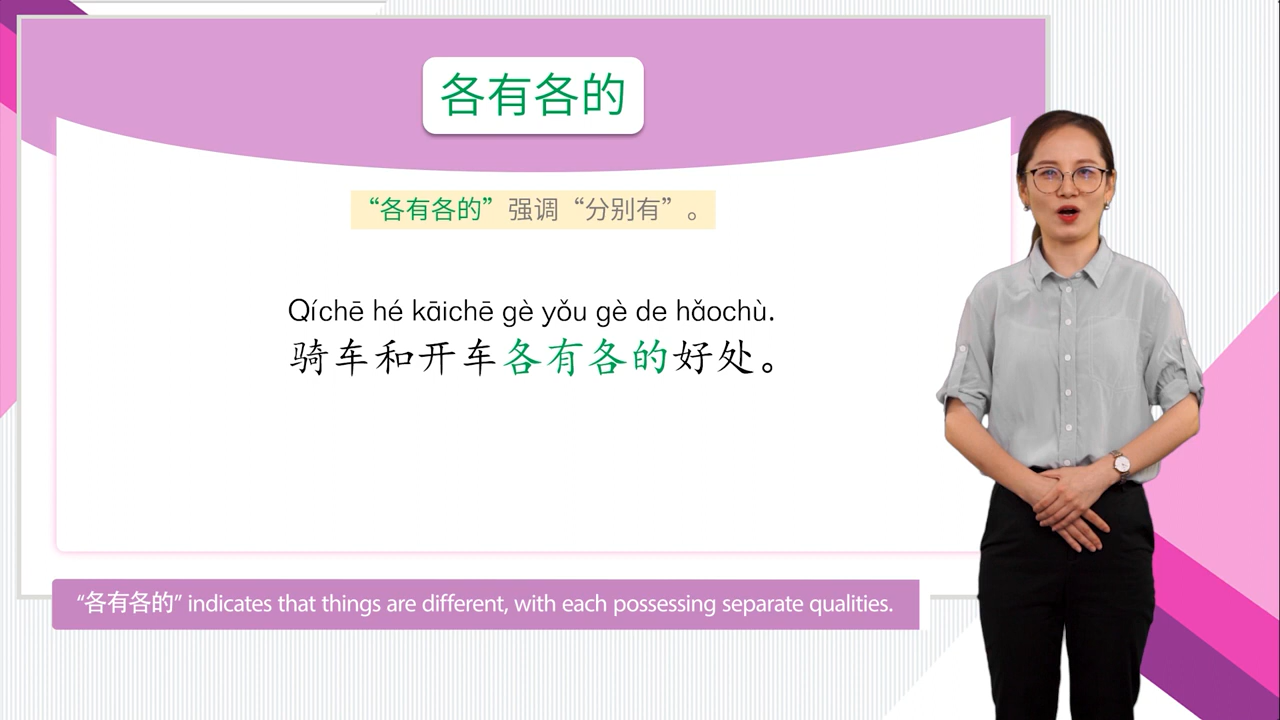 各有各的
“各有各的”强调“分别有”。
Qíchē hé kāichē gè yǒu gè de hǎochù.
骑车和开车各有各的好处。
“各有各的” indicates that things are different, with each possessing separate qualities.